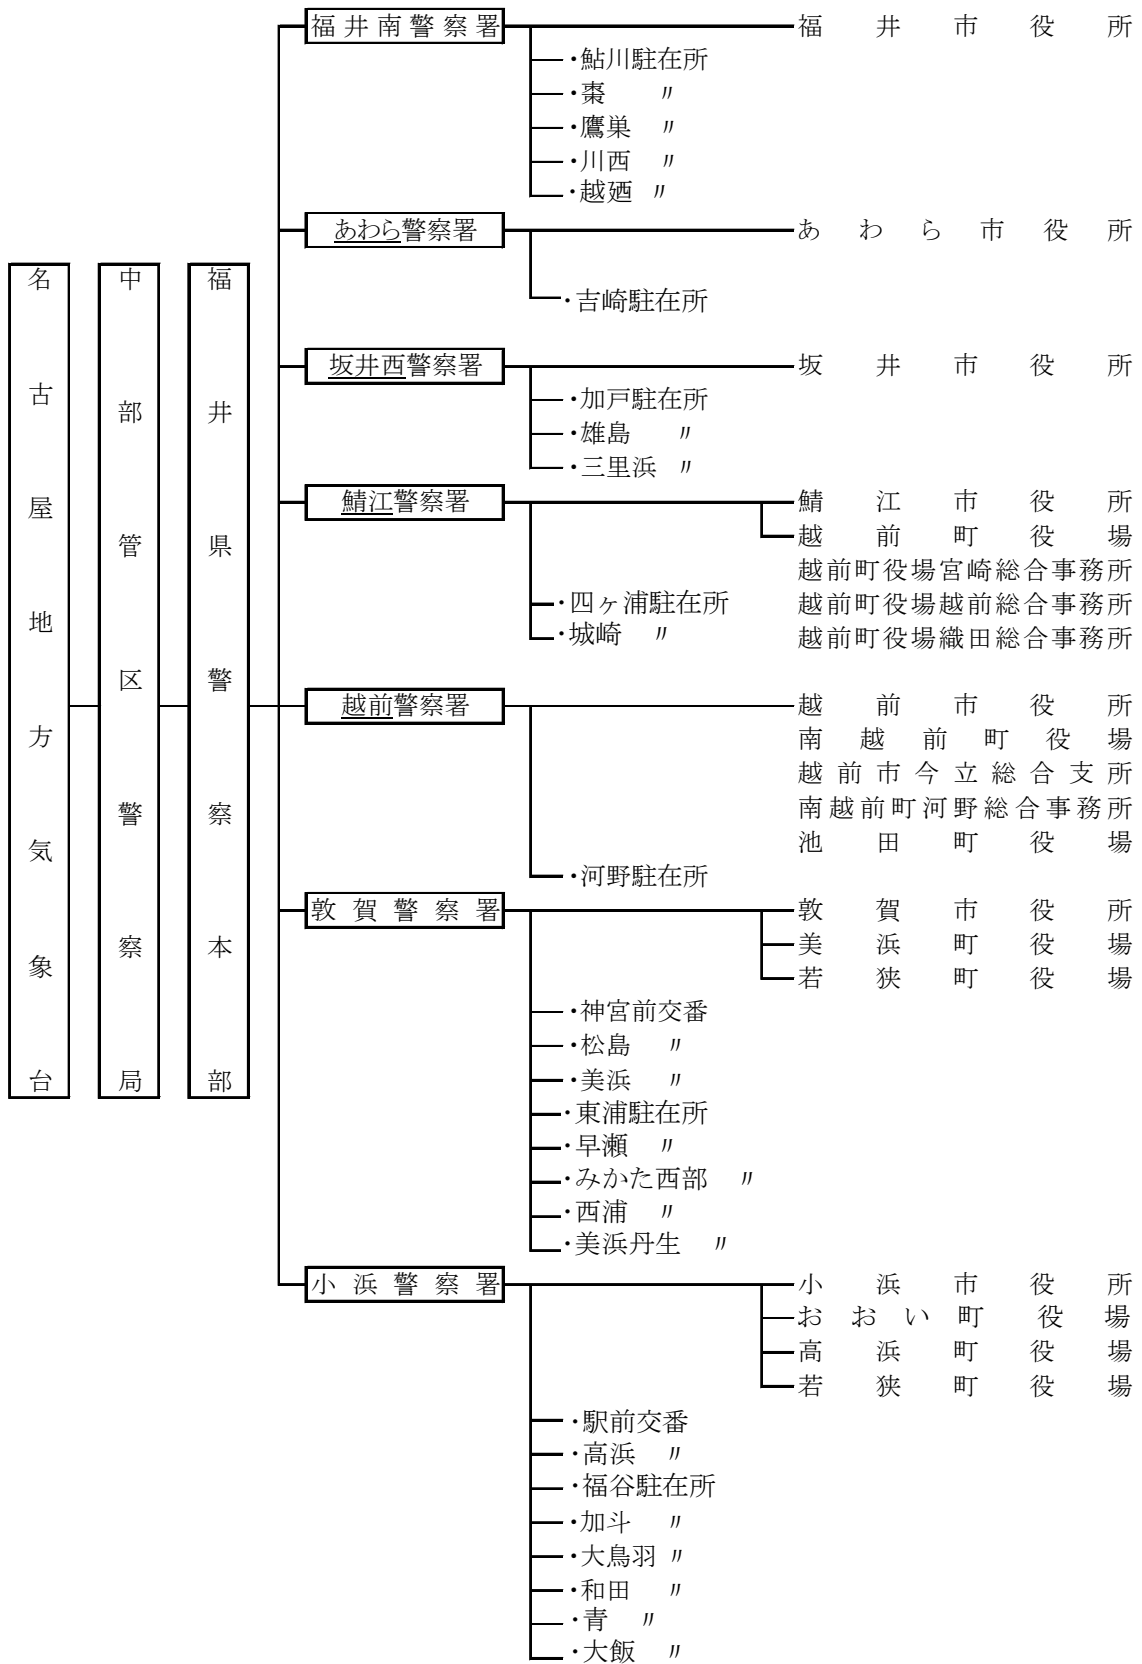 名古屋地方気象台
中部管区警察局
福井県警察本部
福井南警察署
福井市役所
・鮎川駐在所
・棗 〃
・鷹巣 〃
・川西 〃
・越廼 〃
あわら警察署
あわら市役所
・吉崎駐在所
坂井西警察署
坂井市役所
・加戸駐在所
・雄島 〃
・三里浜 〃
鯖江警察署
鯖江市役所
越前町役場
越前町役場宮崎総合事務所
越前町役場越前総合事務所
越前町役場織田総合事務所
・四ヶ浦駐在所
・城崎 〃
越前警察署
越前市役所
南越前町役場
越前市今立総合支所
南越前町河野総合事務所
池田町役場
・河野駐在所
敦賀警察署
敦賀市役所
美浜町役場
若狭町役場
・神宮前交番
・松島 〃
・美浜 〃
・東浦駐在所
・早瀬 〃
・みかた西部 〃
・西浦 〃
・美浜丹生 〃
小浜警察署
小浜市役所
おおい町役場
高浜町役場
若狭町役場
・駅前交番
・高浜 〃
・福谷駐在所
・加斗 〃
・大鳥羽 〃
・和田 〃
・青 〃
・大飯 〃